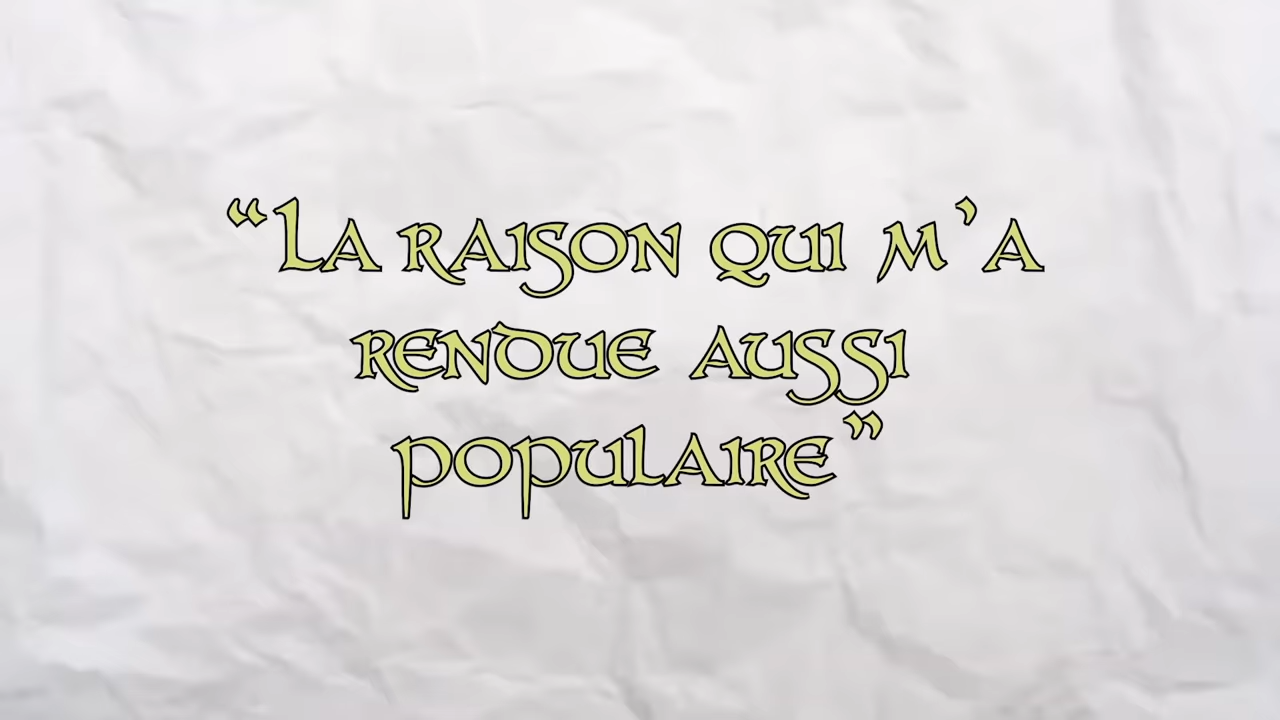 “La raison qui m’a
rendue aussi
populaire”